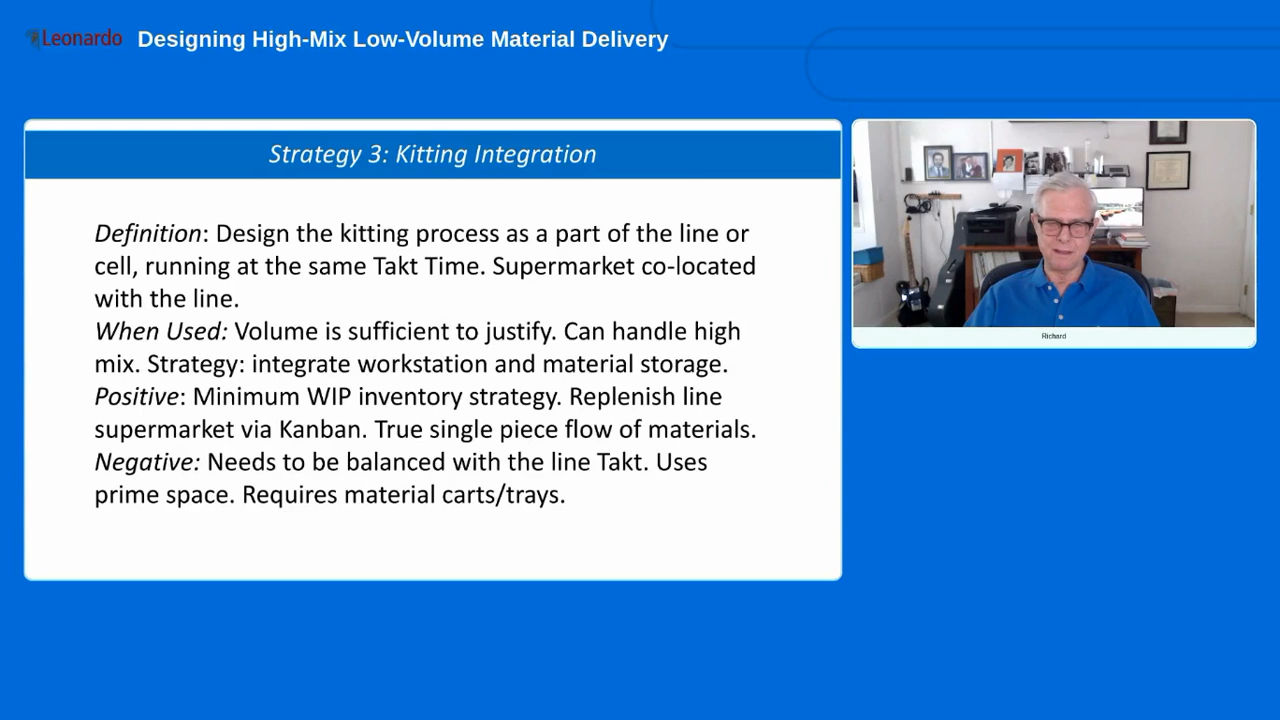 Leonardo
Designing High-Mix Low-Volume Material Delivery
Strategy 3: Kitting Integration
Definition: Design the kitting process as a part of the line or
cell, running at the same Takt Time. Supermarket co-located
with the line.
When Used: Volume is sufficient to justify. Can handle high
mix. Strategy: integrate workstation and material storage.
Positive: Minimum WIP inventory strategy. Replenish line
supermarket via Kanban. True single piece flow of materials.
Negative: Needs to be balanced with the line Takt. Uses
prime space. Requires material carts/trays.
Richard